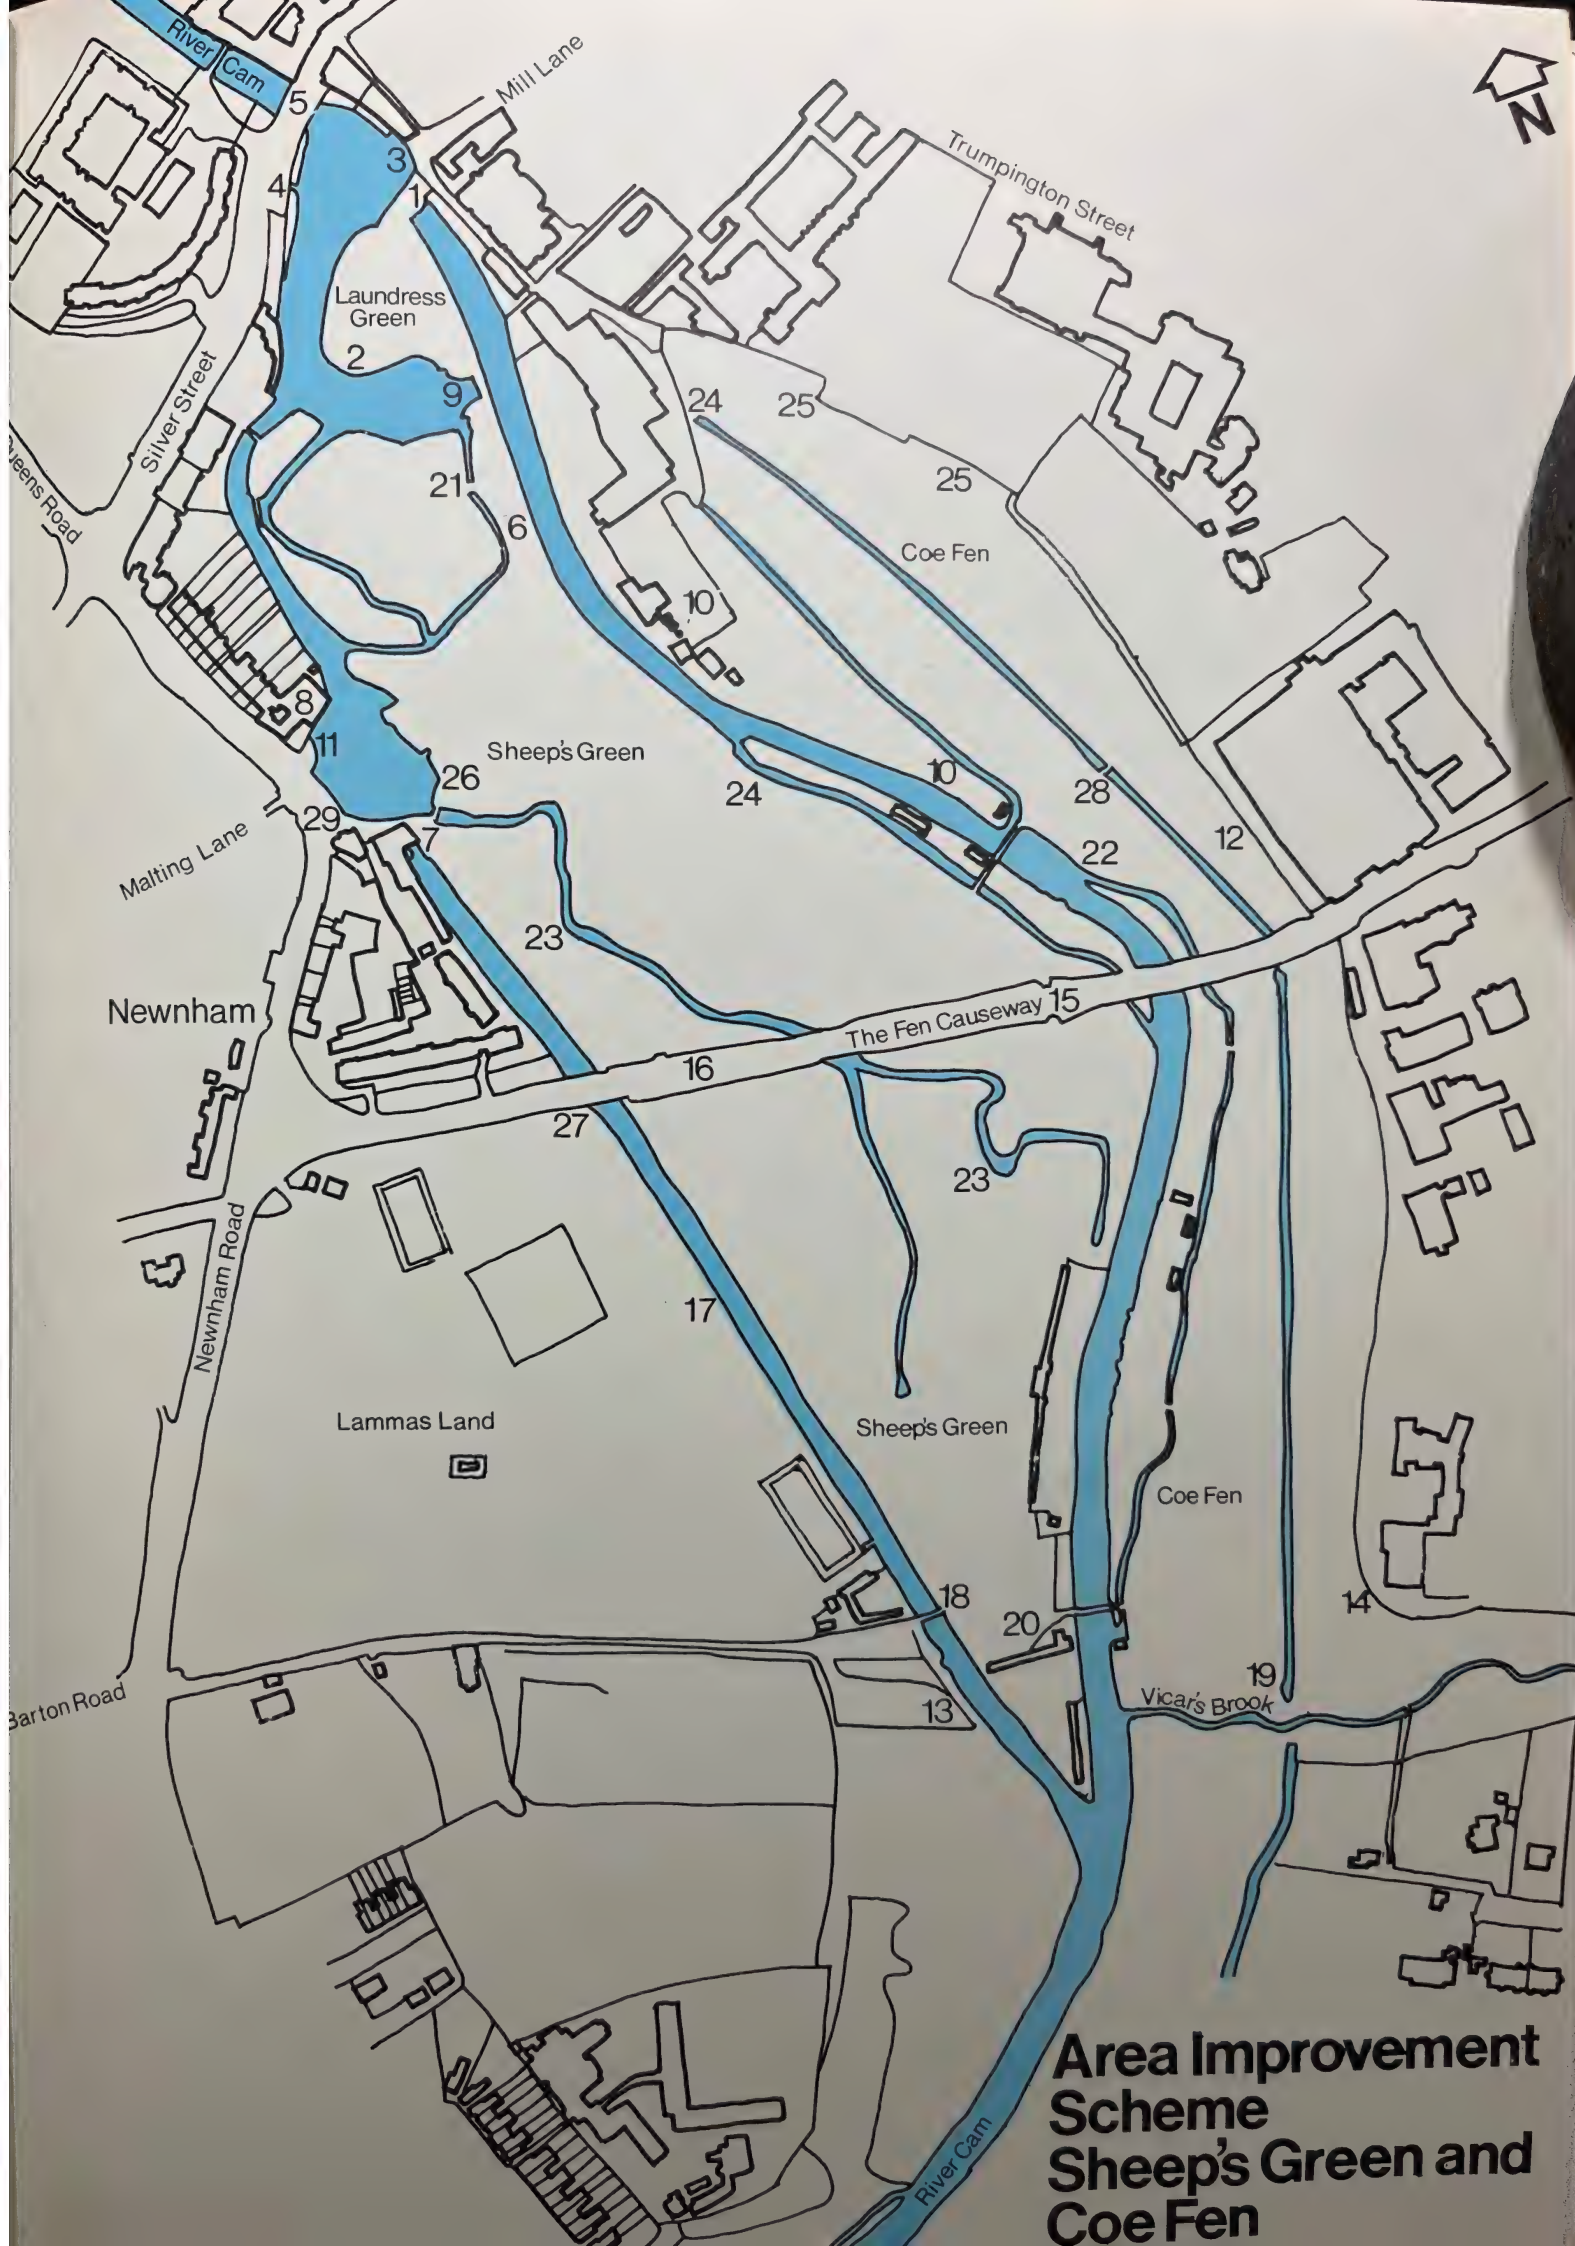 River
Cam
5
Mill Lane
N
3
4
1
Trumpington Street
Laundress
Green
2
9
24
25
Silver Street
21
25
6
Queens Road
Coe Fen
10
8
11
Sheep's Green
26
10
24
28
29
7
12
22
Malting Lane
23
Newnham
The Fen Causeway
15
16
27
23
Newnham Road
17
Lammas Land
Sheep's Green
Coe Fen
18
14
20
19
Vicar's Brook
Barton Road
13
River Cam
Area Improvement
Scheme
Sheep's Green and
Coe Fen